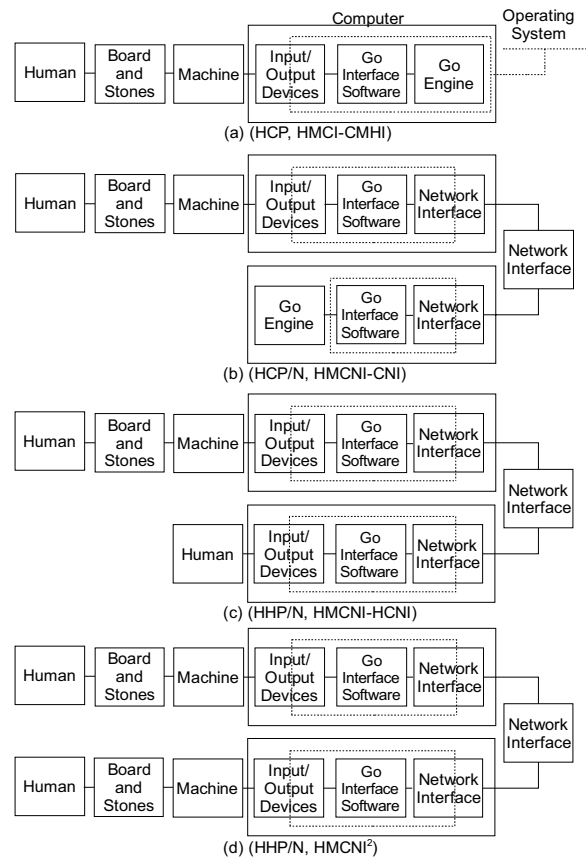 Computer
Operating
System
Human
Board
and
Stones
Machine
Input/
Output
Devices
Go
Interface
Software
Go
Engine
(a) (HCP, HMCI-CMHI)
Human
Board
and
Stones
Machine
Input/
Output
Devices
Go
Interface
Software
Network
Interface
Network
Interface
Go
Engine
Go
Interface
Software
Network
Interface
(b) (HCP/N, HMCNI-CNI)
Human
Board
and
Stones
Machine
Input/
Output
Devices
Go
Interface
Software
Network
Interface
Network
Interface
Human
Input/
Output
Devices
Go
Interface
Software
Network
Interface
(c) (HHP/N, HMCNI-HCNI)
Human
Board
and
Stones
Machine
Input/
Output
Devices
Go
Interface
Software
Network
Interface
Network
Interface
Human
Board
and
Stones
Machine
Input/
Output
Devices
Go
Interface
Software
Network
Interface
(d) (HHP/N, HMCNI²)